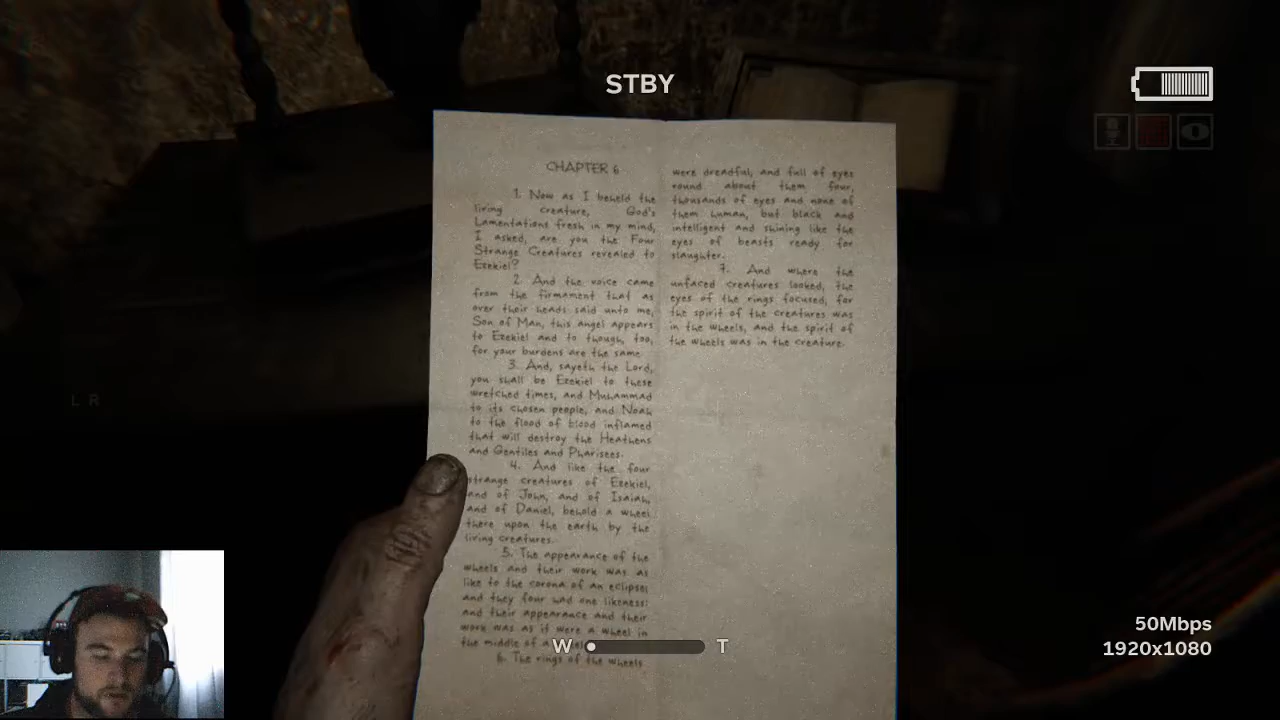 STBY
CHAPTER 6
1. Now as I beheld the
living creature, God's
Lamentations fresh in my mind,
I asked, are you the Four
Strange Creatures revealed to
Ezekiel?
2. And the voice came
from the firmament that as
over their heads said unto me,
Son of Man, this angel appears
to Ezekiel and to though, too,
for your burdens are the same.
3. And, sayeth the Lord,
you shall be Ezekiel to these
wretched times, and Muhammad
to its chosen people, and Noah
to the flood of blood inflamed
that will destroy the Heathens
and Gentiles and Pharisees.
4. And like the four
strange creatures of Ezekiel,
and of John, and of Isaiah,
and of Daniel, behold a wheel
there upon the earth by the
living creatures.
5. The appearance of the
wheels and their work was as
like to the corona of an eclipse;
and they four had one likeness:
and their appearance and their
work was as if were a wheel in
the middle of a
6. The rings of the wheels
were dreadful, and full of eyes
round about them four,
thousands of eyes and none of
them human, but black and
intelligent and shining like the
eyes of beasts ready for
slaughter.
7. And where the
unfaced creatures looked, the
eyes of the rings focused, for
the spirit of the creatures was
in the wheels, and the spirit of
the wheels was in the creature.
L R
W T
50Mbps
1920x1080